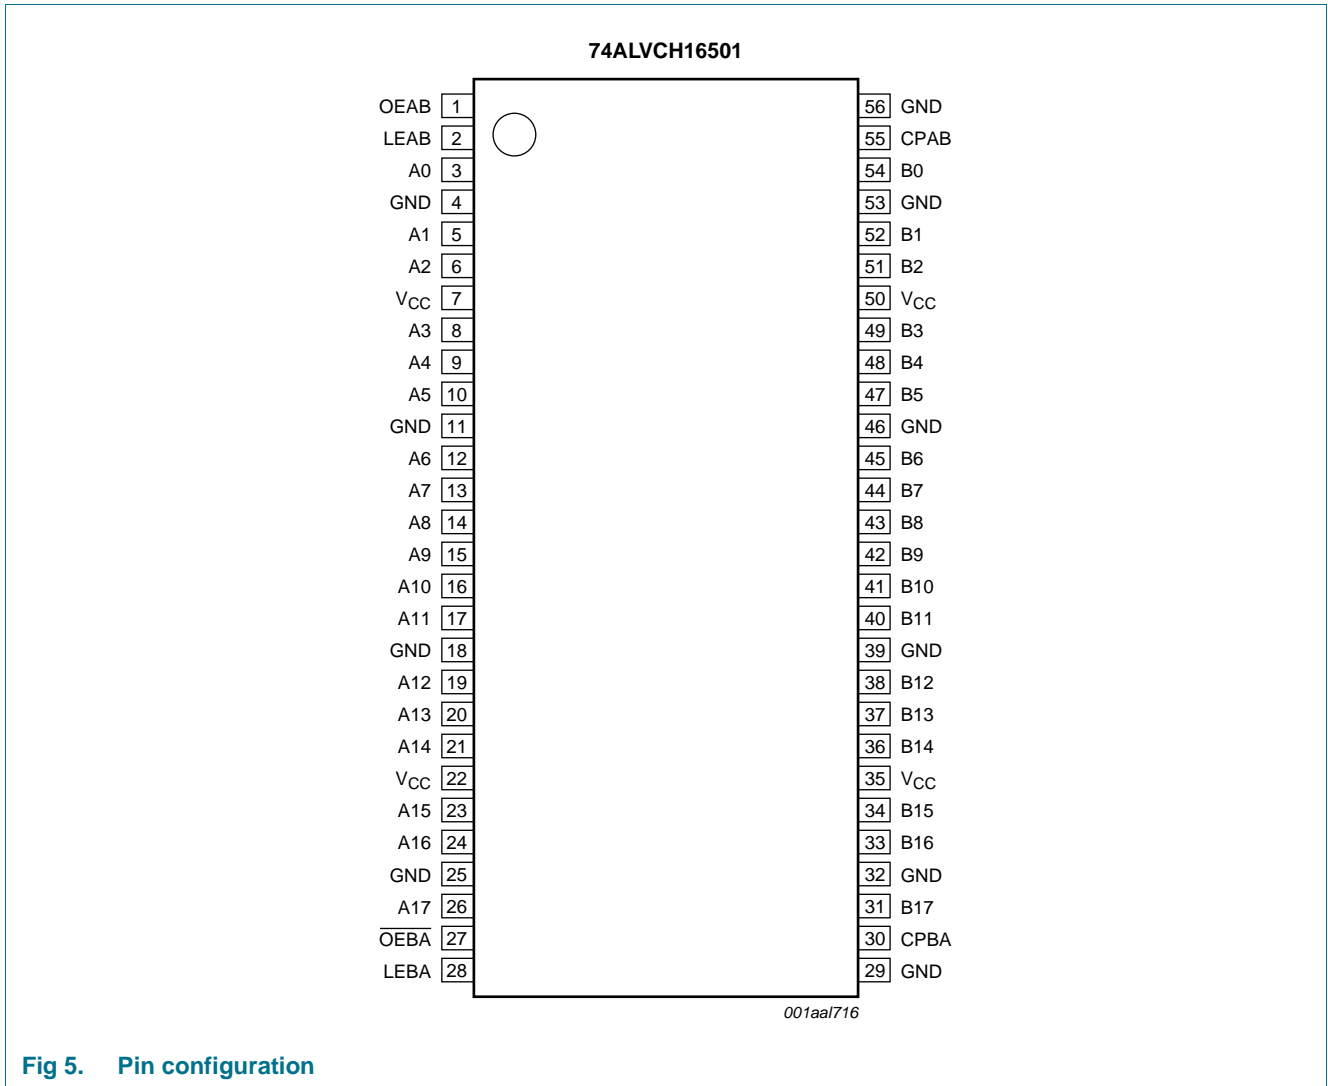 74ALVCH16501
OEAB 1 56 GND
LEAB 2 55 CPAB
A0 3 54 B0
GND 4 53 GND
A1 5 52 B1
A2 6 51 B2
VCC 7 50 VCC
A3 8 49 B3
A4 9 48 B4
A5 10 47 B5
GND 11 46 GND
A6 12 45 B6
A7 13 44 B7
A8 14 43 B8
A9 15 42 B9
A10 16 41 B10
A11 17 40 B11
GND 18 39 GND
A12 19 38 B12
A13 20 37 B13
A14 21 36 B14
VCC 22 35 VCC
A15 23 34 B15
A16 24 33 B16
GND 25 32 GND
A17 26 31 B17
O̅E̅B̅A̅ 27 30 CPBA
LEBA 28 29 GND
001aal716
Fig 5. Pin configuration